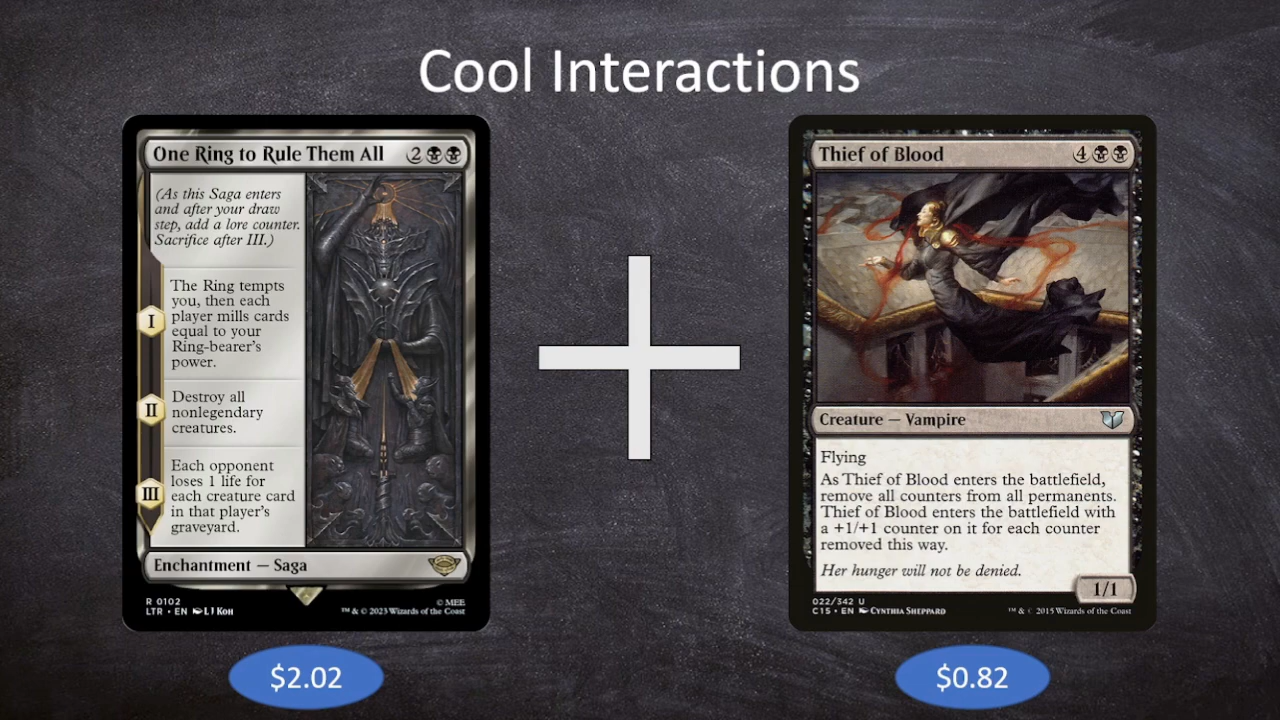 Cool Interactions
One Ring to Rule Them All 2
(As this Saga enters
and after your draw
step, add a lore counter.
Sacrifice after III.)
I
The Ring tempts
you, then each
player mills cards
equal to your
Ring-bearer's
power.
II
Destroy all
nonlegendary
creatures.
III
Each opponent
loses 1 life for
each creature card
in that player's
graveyard.
Enchantment — Saga
R 0102
LTR • EN LI Koh
© MEE
™ & © 2023 Wizards of the Coast
$2.02
Thief of Blood 4
Creature — Vampire
Flying
As Thief of Blood enters the battlefield,
remove all counters from all permanents.
Thief of Blood enters the battlefield with
a +1/+1 counter on it for each counter
removed this way.
Her hunger will not be denied.
1/1
022/342 U
C15 • EN Cynthia Sheppard
™ & © 2015 Wizards of the Coast
$0.82